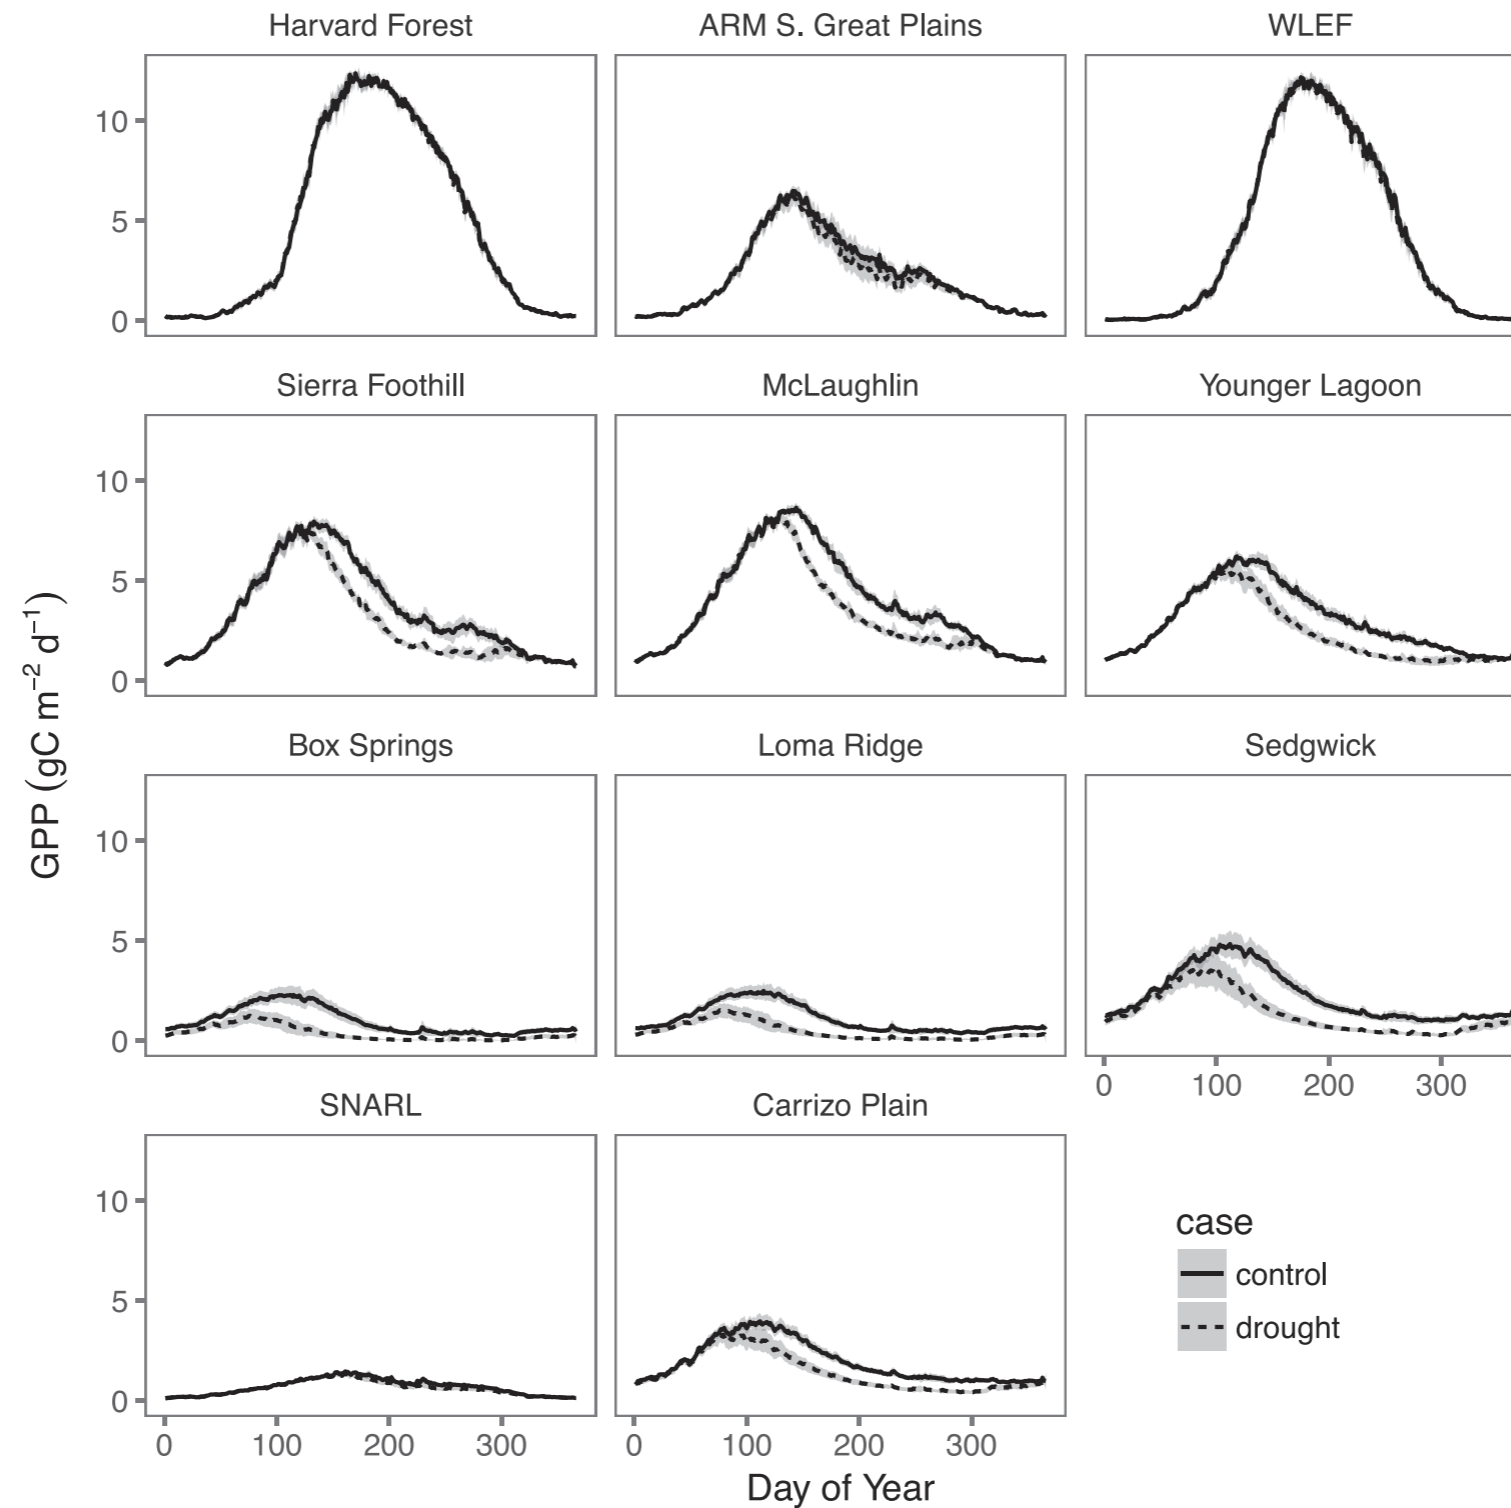 Harvard Forest
ARM S. Great Plains
WLEF
10
5
0
Sierra Foothill
McLaughlin
Younger Lagoon
10
5
0
GPP (gC m⁻² d⁻¹)
Box Springs
Loma Ridge
Sedgwick
10
5
0
0 100 200 300
SNARL
Carrizo Plain
10
5
0
0 100 200 300
0 100 200 300
Day of Year
case
control
drought